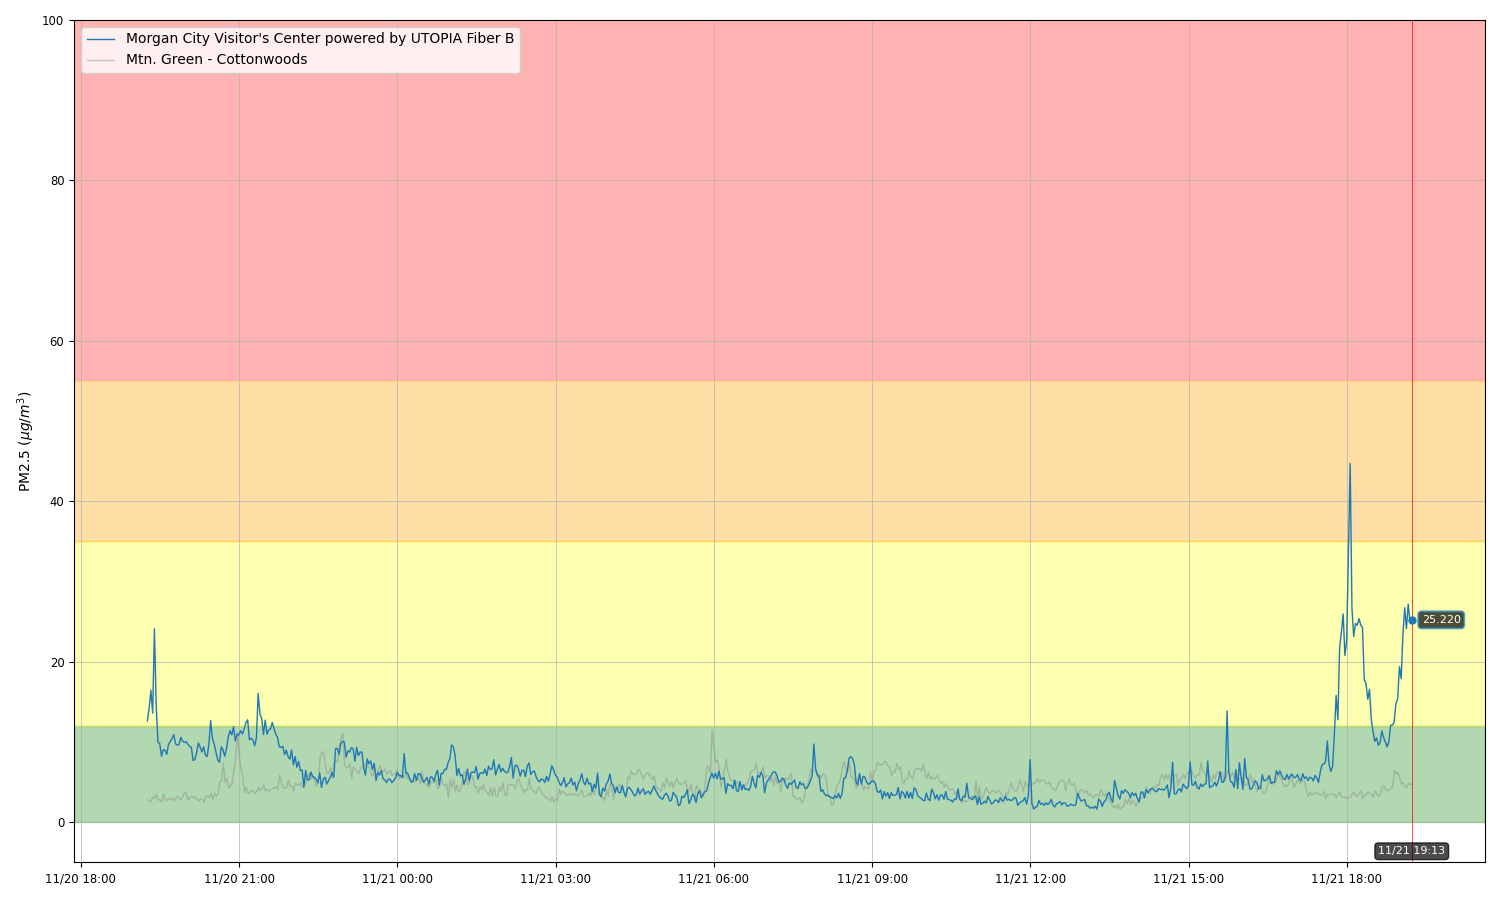 100
Morgan City Visitor's Center powered by UTOPIA Fiber B
Mtn. Green - Cottonwoods
80
60
PM2.5 (μg/m³)
40
25.220
20
0
11/21 19:13
11/20 18:00 11/20 21:00 11/21 00:00 11/21 03:00 11/21 06:00 11/21 09:00 11/21 12:00 11/21 15:00 11/21 18:00